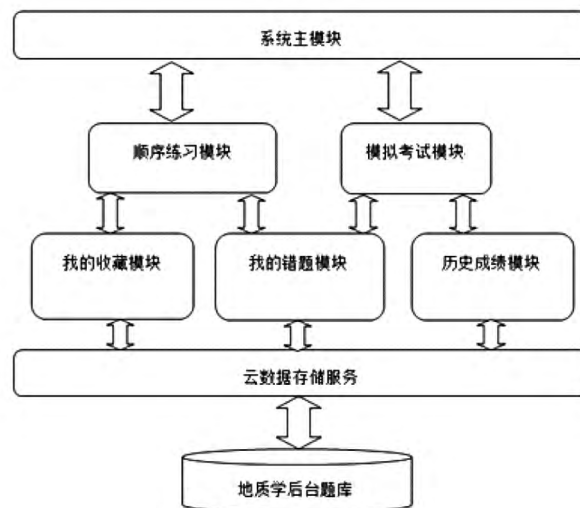 系统主模块
顺序练习模块
模拟考试模块
我的收藏模块
我的错题模块
历史成绩模块
云数据存储服务
地质学后台题库